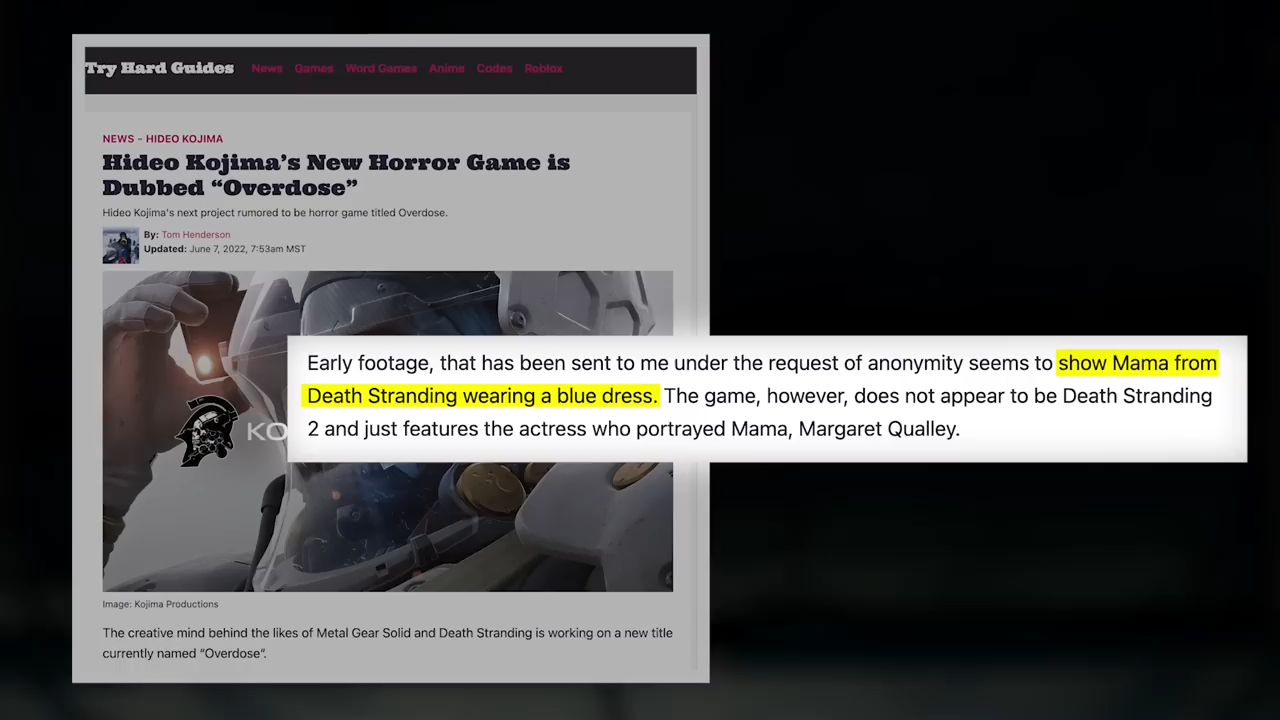 Try Hard Guides News Games Word Games Anime Codes Roblox
NEWS - HIDEO KOJIMA
Hideo Kojima's New Horror Game is
Dubbed “Overdose”
Hideo Kojima's next project rumored to be horror game titled Overdose.
By: Tom Henderson
Updated: June 7, 2022, 7:53am MST
Early footage, that has been sent to me under the request of anonymity seems to show Mama from
Death Stranding wearing a blue dress. The game, however, does not appear to be Death Stranding
2 and just features the actress who portrayed Mama, Margaret Qualley.
KO
Image: Kojima Productions
The creative mind behind the likes of Metal Gear Solid and Death Stranding is working on a new title
currently named “Overdose”.